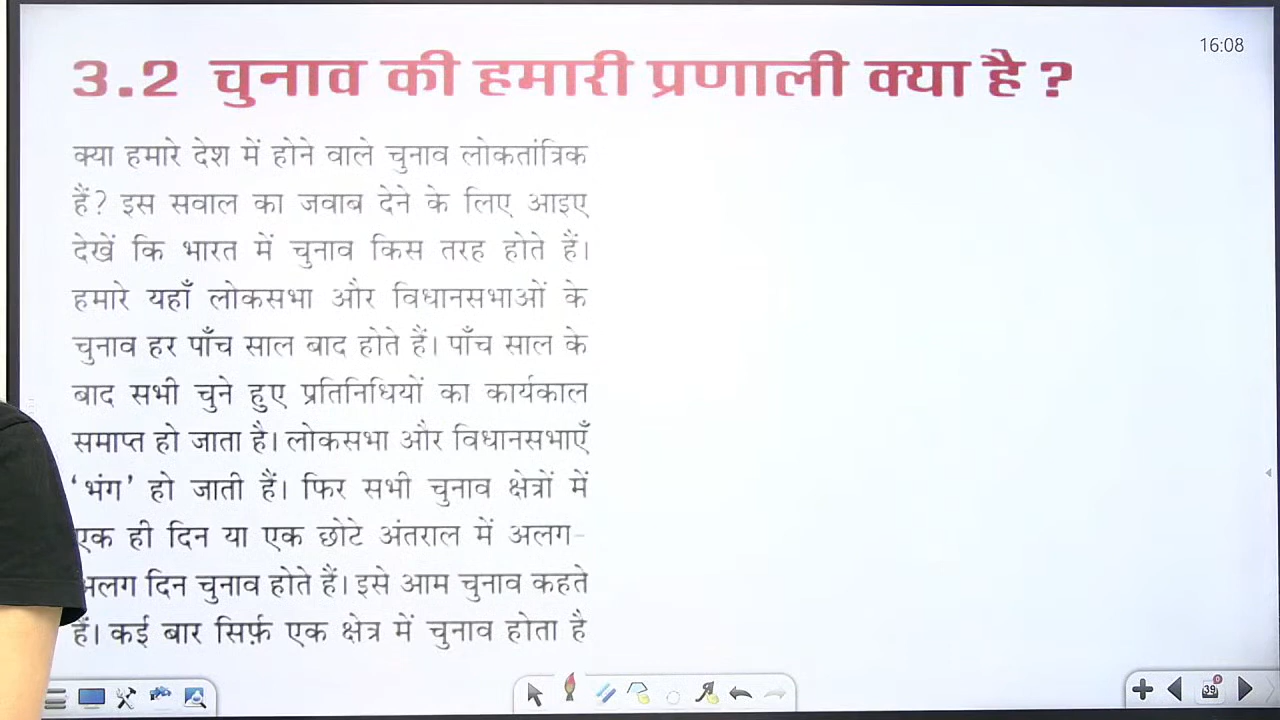 16:08
3.2 चुनाव की हमारी प्रणाली क्या है ?
क्या हमारे देश में होने वाले चुनाव लोकतांत्रिक
हैं? इस सवाल का जवाब देने के लिए आइए
देखें कि भारत में चुनाव किस तरह होते हैं।
हमारे यहाँ लोकसभा और विधानसभाओं के
चुनाव हर पाँच साल बाद होते हैं। पाँच साल के
बाद सभी चुने हुए प्रतिनिधियों का कार्यकाल
समाप्त हो जाता है। लोकसभा और विधानसभाएँ
‘भंग’ हो जाती हैं। फिर सभी चुनाव क्षेत्रों में
एक ही दिन या एक छोटे अंतराल में अलग-
अलग दिन चुनाव होते हैं। इसे आम चुनाव कहते
हैं। कई बार सिर्फ़ एक क्षेत्र में चुनाव होता है
39